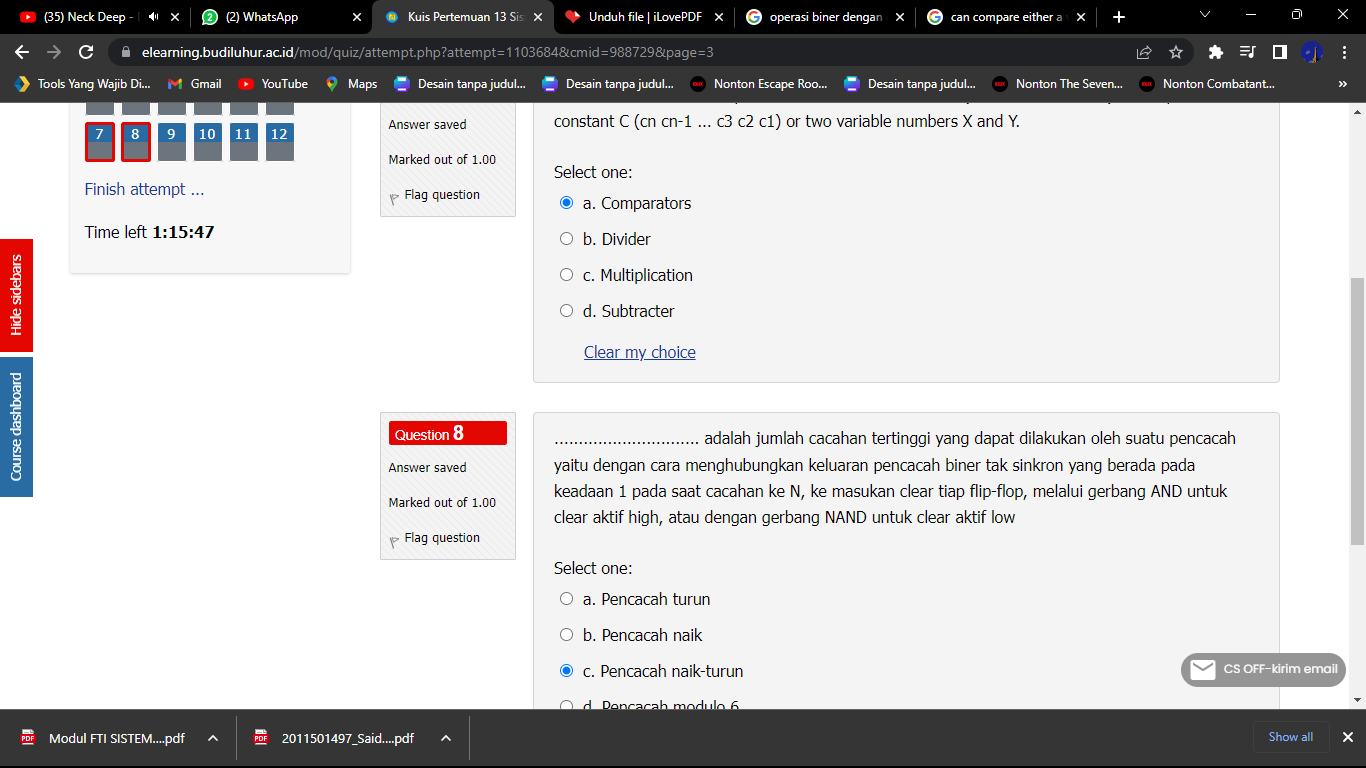 (35) Neck Deep -
(2) WhatsApp
Kuis Pertemuan 13 Sis
Unduh file | iLovePDF
operasi biner dengan
can compare either a
elearning.budiluhur.ac.id/mod/quiz/attempt.php?attempt=1103684&cmid=988729&page=3
Tools Yang Wajib Di...
Gmail
YouTube
Maps
Desain tanpa judul...
Desain tanpa judul...
Nonton Escape Roo...
Desain tanpa judul...
Nonton The Seven...
Nonton Combatant...
»
7 8 9 10 11 12
Finish attempt ...
Time left 1:15:47
Hide sidebars
Course dashboard
Answer saved
Marked out of 1.00
Flag question
constant C (cn cn-1 ... c3 c2 c1) or two variable numbers X and Y.
Select one:
a. Comparators
b. Divider
c. Multiplication
d. Subtracter
Clear my choice
Question 8
Answer saved
Marked out of 1.00
Flag question
.............................. adalah jumlah cacahan tertinggi yang dapat dilakukan oleh suatu pencacah
yaitu dengan cara menghubungkan keluaran pencacah biner tak sinkron yang berada pada
keadaan 1 pada saat cacahan ke N, ke masukan clear tiap flip-flop, melalui gerbang AND untuk
clear aktif high, atau dengan gerbang NAND untuk clear aktif low
Select one:
a. Pencacah turun
b. Pencacah naik
c. Pencacah naik-turun
d. Pencacah modulo 6
CS OFF-kirim email
Modul FTI SISTEM....pdf
2011501497_Said....pdf
Show all